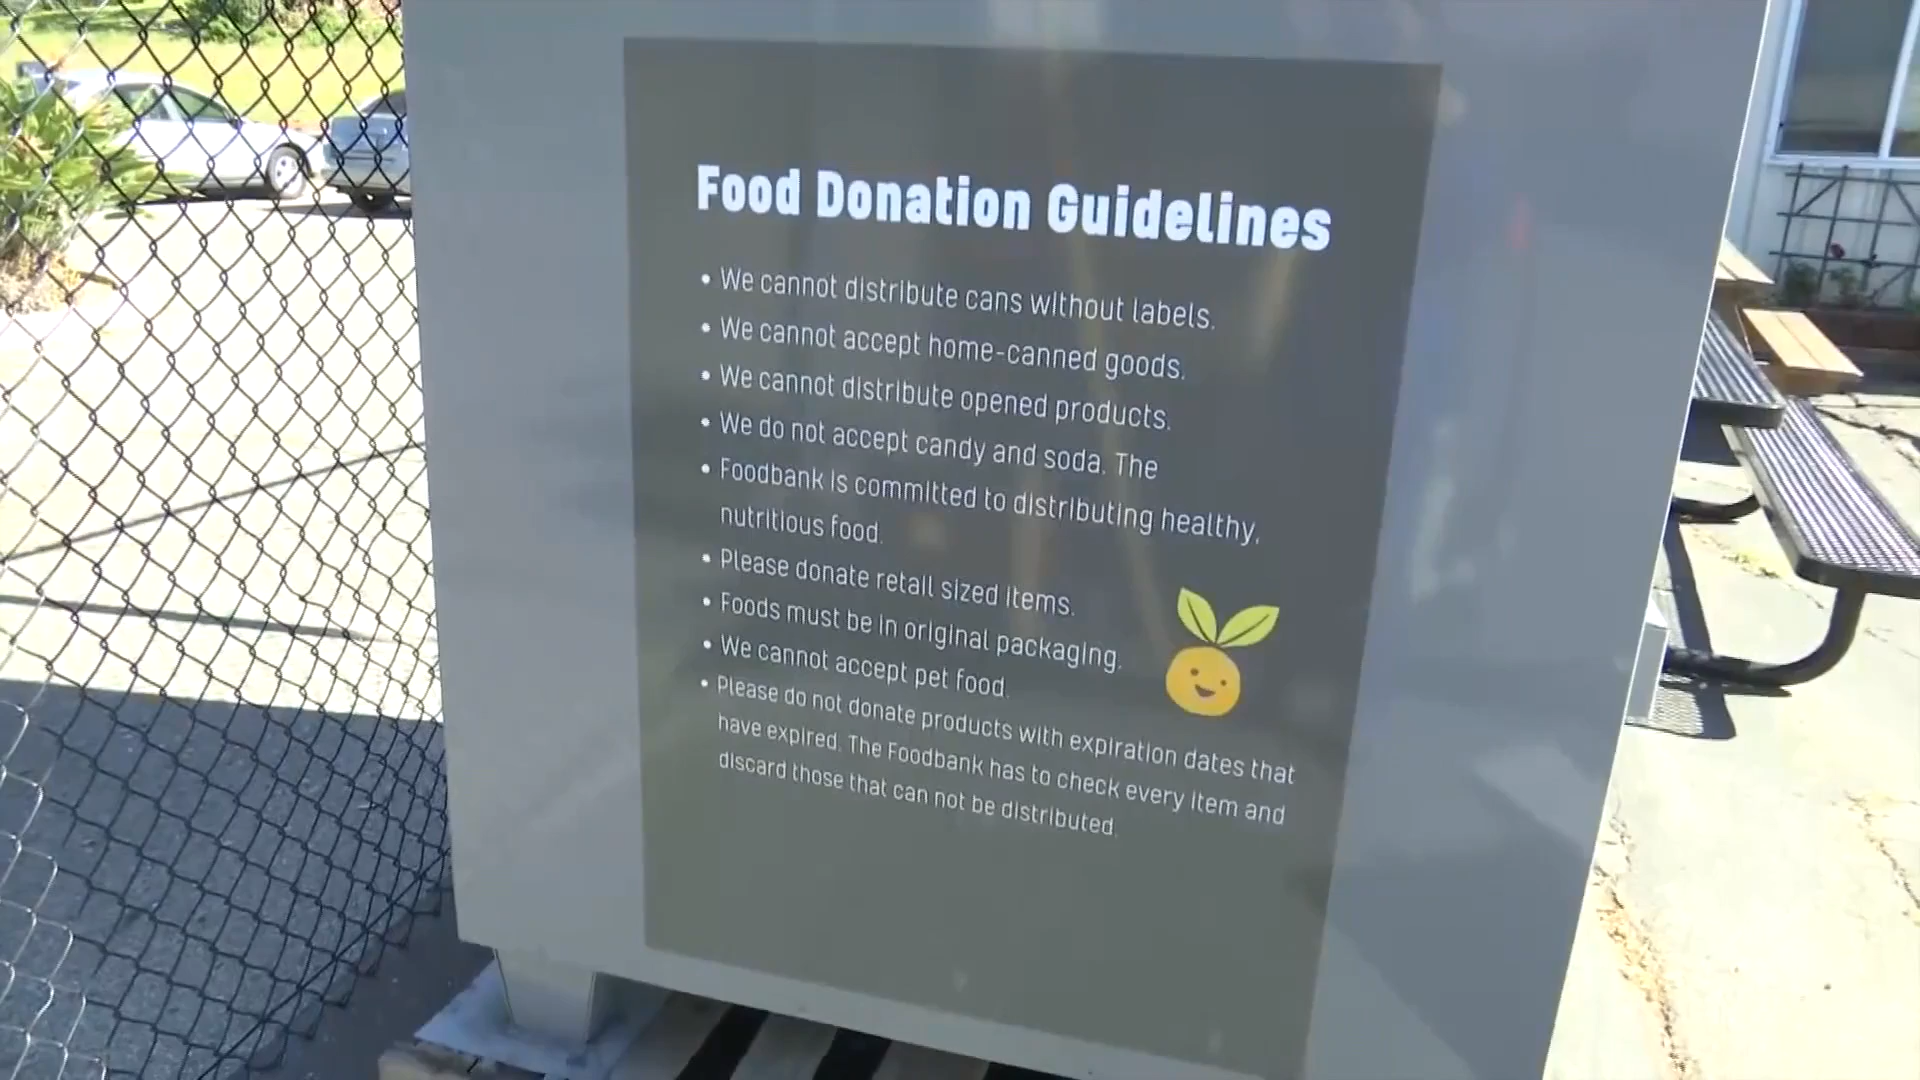 Food Donation Guidelines
• We cannot distribute cans without labels.
• We cannot accept home-canned goods.
• We cannot distribute opened products.
• We do not accept candy and soda. The
• Foodbank is committed to distributing healthy,
nutritious food.
• Please donate retail sized items.
• Foods must be in original packaging.
• We cannot accept pet food.
• Please do not donate products with expiration dates that
have expired. The Foodbank has to check every item and
discard those that can not be distributed.